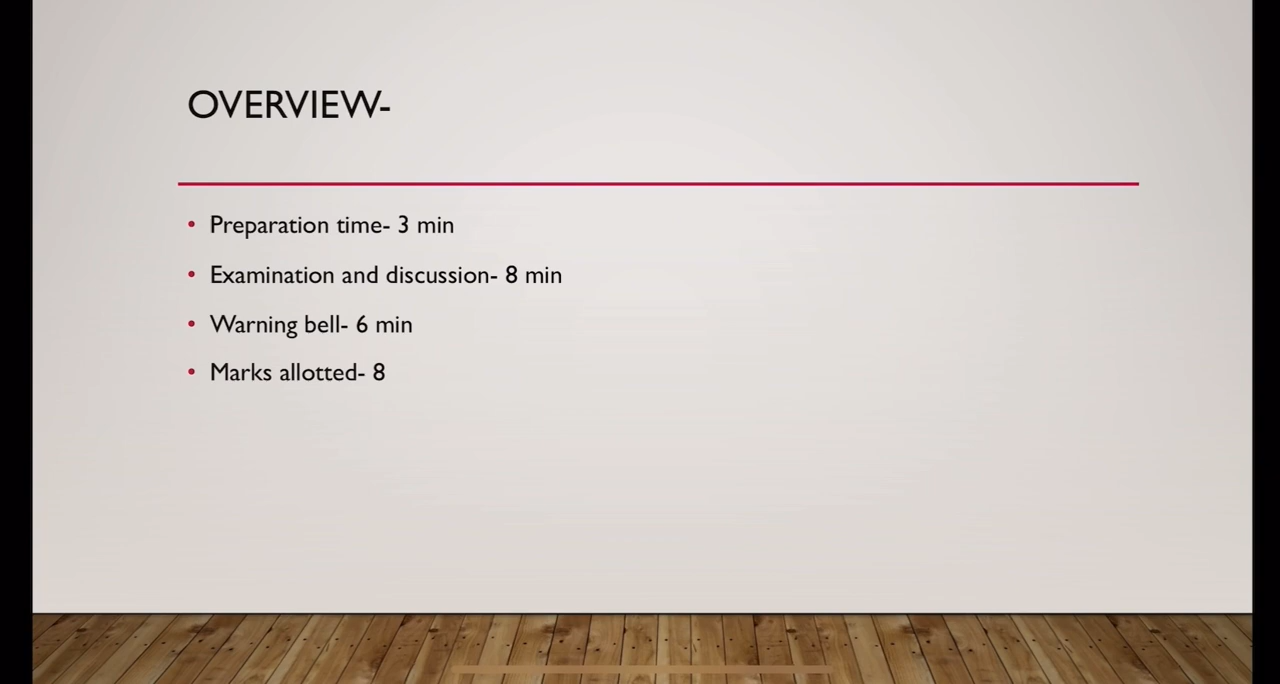 OVERVIEW-
• Preparation time- 3 min
• Examination and discussion- 8 min
• Warning bell- 6 min
• Marks allotted- 8